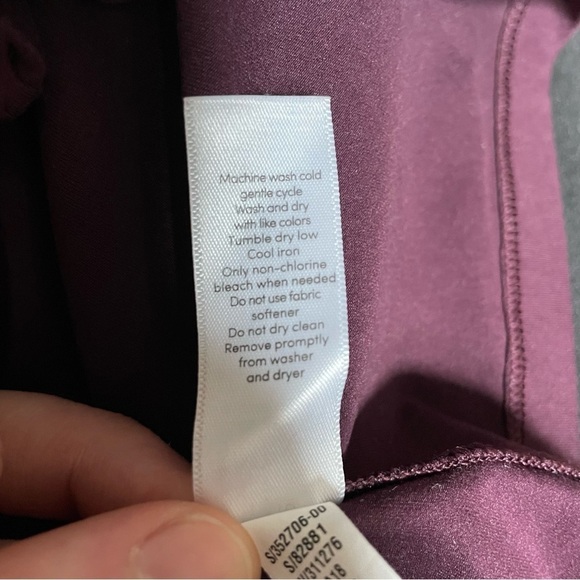 Machine wash cold
gentle cycle
Wash and dry
with like colors
Tumble dry low
Cool iron
Only non-chlorine
bleach when needed
Do not use fabric
softener
Do not dry clean
Remove promptly
from washer
and dryer
S/352706-00
S/82881
/311276